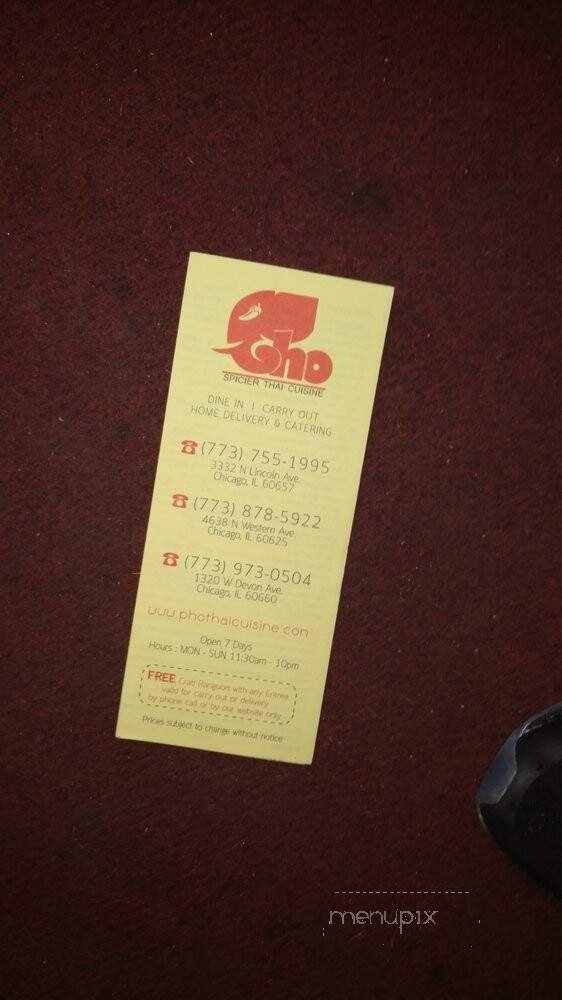 Pho
SPICIER THAI CUISINE
DINE IN | CARRY OUT
HOME DELIVERY & CATERING
(773) 755-1995
3332 N Lincoln Ave.
Chicago, IL 60657
(773) 878-5922
4638 N Western Ave.
Chicago, IL 60625
(773) 973-0504
1320 W Devon Ave.
Chicago, IL 60660
www.phothaicuisine.com
Open 7 Days
Hours : MON - SUN 11:30am - 10pm
FREE Crab Rangoon with any Entree
valid for carry out or delivery
by phone call or by our website only.
Prices subject to change without notice
menupix